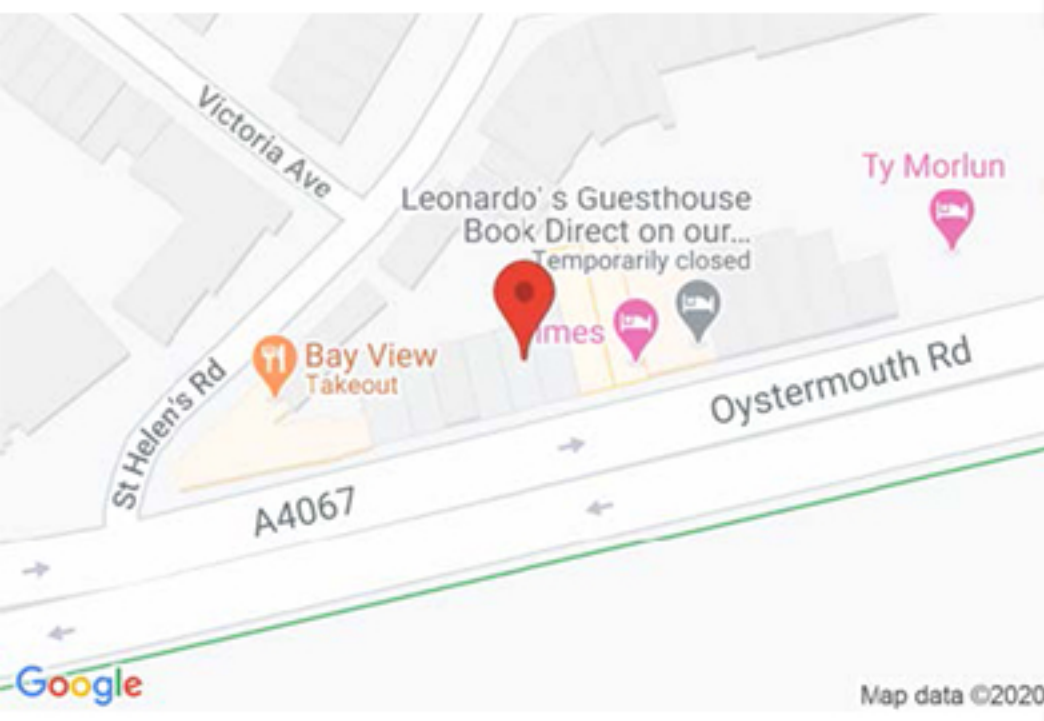 Victoria Ave
Ty Morlun
Leonardo' s Guesthouse
Book Direct on our...
Temporarily closed
imes
Bay View
Takeout
St Helen's Rd
Oystermouth Rd
A4067
Google
Map data ©2020